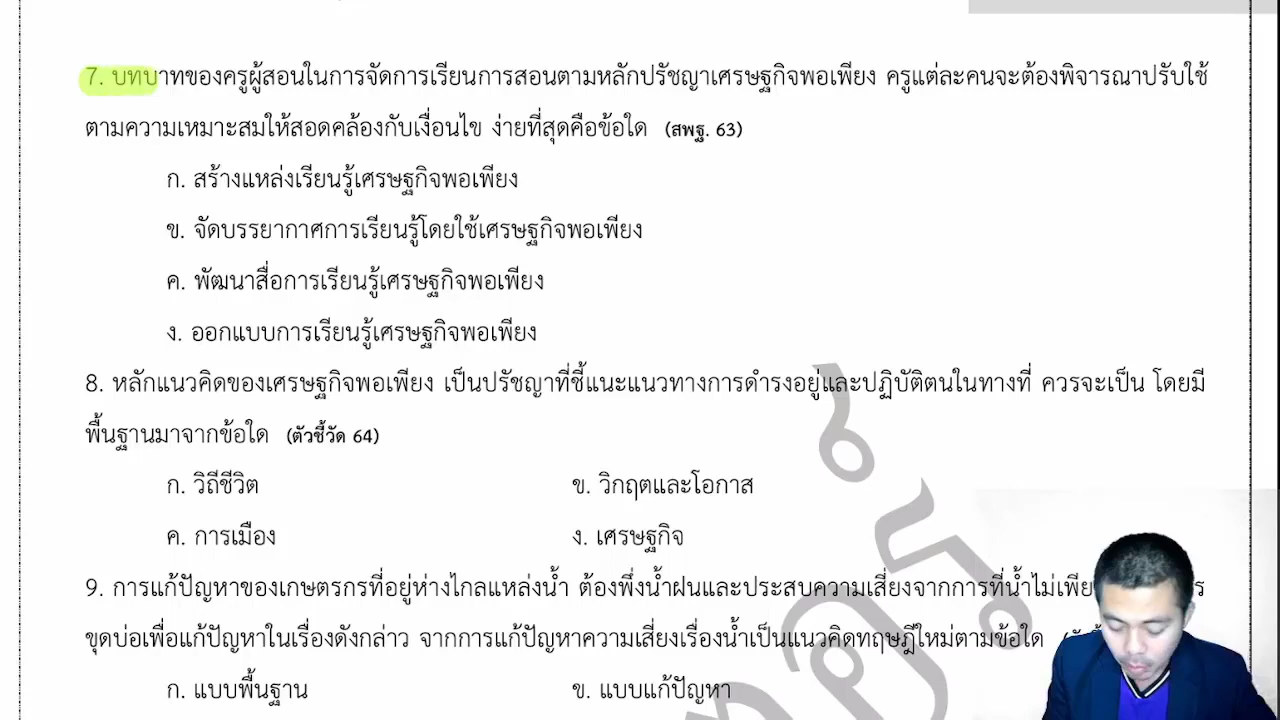 7. บทบาทของครูผู้สอนในการจัดการเรียนการสอนตามหลักปรัชญาเศรษฐกิจพอเพียง ครูแต่ละคนจะต้องพิจารณาปรับใช้
ตามความเหมาะสมให้สอดคล้องกับเงื่อนไข ง่ายที่สุดคือข้อใด (สพฐ. 63)
ก. สร้างแหล่งเรียนรู้เศรษฐกิจพอเพียง
ข. จัดบรรยากาศการเรียนรู้โดยใช้เศรษฐกิจพอเพียง
ค. พัฒนาสื่อการเรียนรู้เศรษฐกิจพอเพียง
ง. ออกแบบการเรียนรู้เศรษฐกิจพอเพียง
8. หลักแนวคิดของเศรษฐกิจพอเพียง เป็นปรัชญาที่ชี้แนะแนวทางการดำรงอยู่และปฏิบัติตนในทางที่ ควรจะเป็น โดยมี
พื้นฐานมาจากข้อใด (ตัวชี้วัด 64)
ก. วิถีชีวิต ข. วิกฤตและโอกาส
ค. การเมือง ง. เศรษฐกิจ
9. การแก้ปัญหาของเกษตรกรที่อยู่ห่างไกลแหล่งน้ำ ต้องพึ่งน้ำฝนและประสบความเสี่ยงจากการที่น้ำไม่
ขุดบ่อเพื่อแก้ปัญหาในเรื่องดังกล่าว จากการแก้ปัญหาความเสี่ยงเรื่องน้ำเป็นแนวคิดทฤษฎีใหม่ตามข้อใด
ก. แบบพื้นฐาน ข. แบบแก้ปัญหา